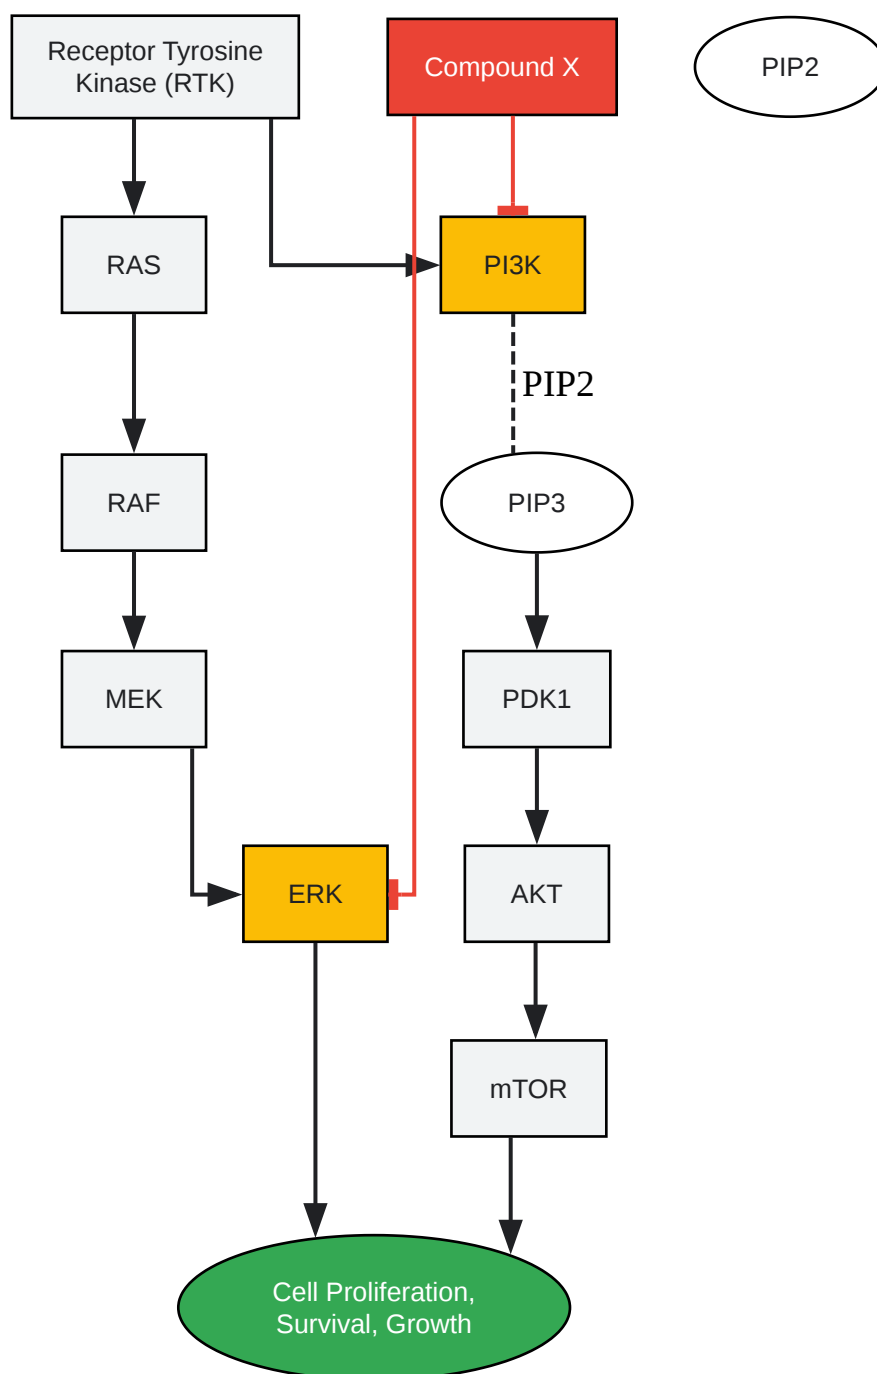 Receptor Tyrosine
Kinase (RTK)
Compound X
PIP2
RAS
PI3K
PIP2
RAF
PIP3
MEK
PDK1
ERK
AKT
mTOR
Cell Proliferation,
Survival, Growth